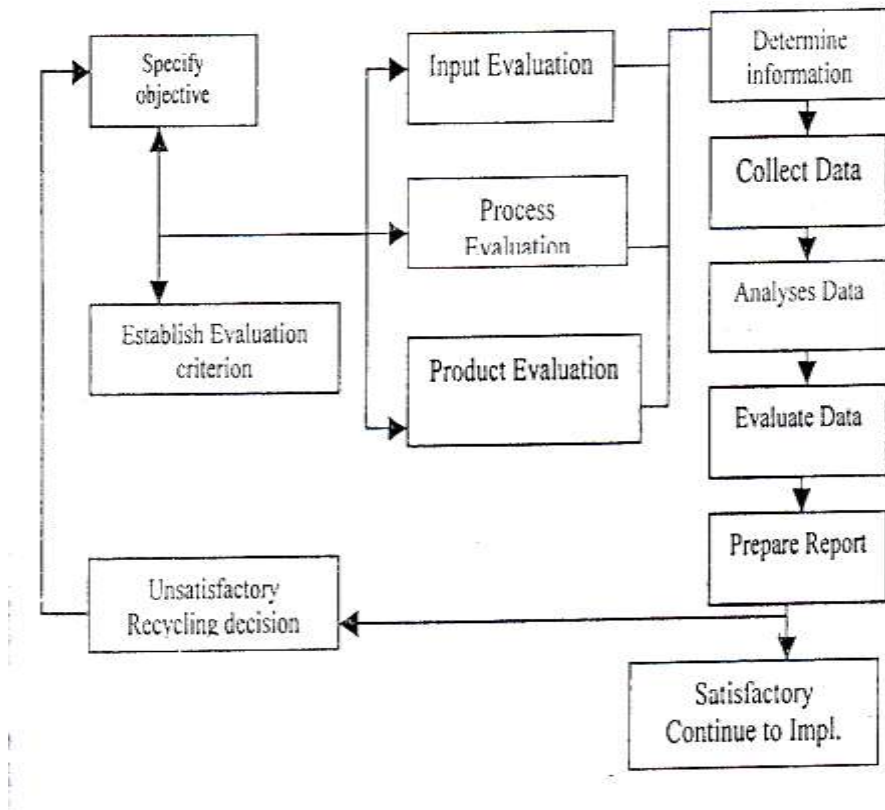 Specify
objective
Establish Evaluation
criterion
Input Evaluation
Process
Evaluation
Product Evaluation
Determine
information
Collect Data
Analyses Data
Evaluate Data
Prepare Report
Unsatisfactory
Recycling decision
Satisfactory
Continue to Impl.